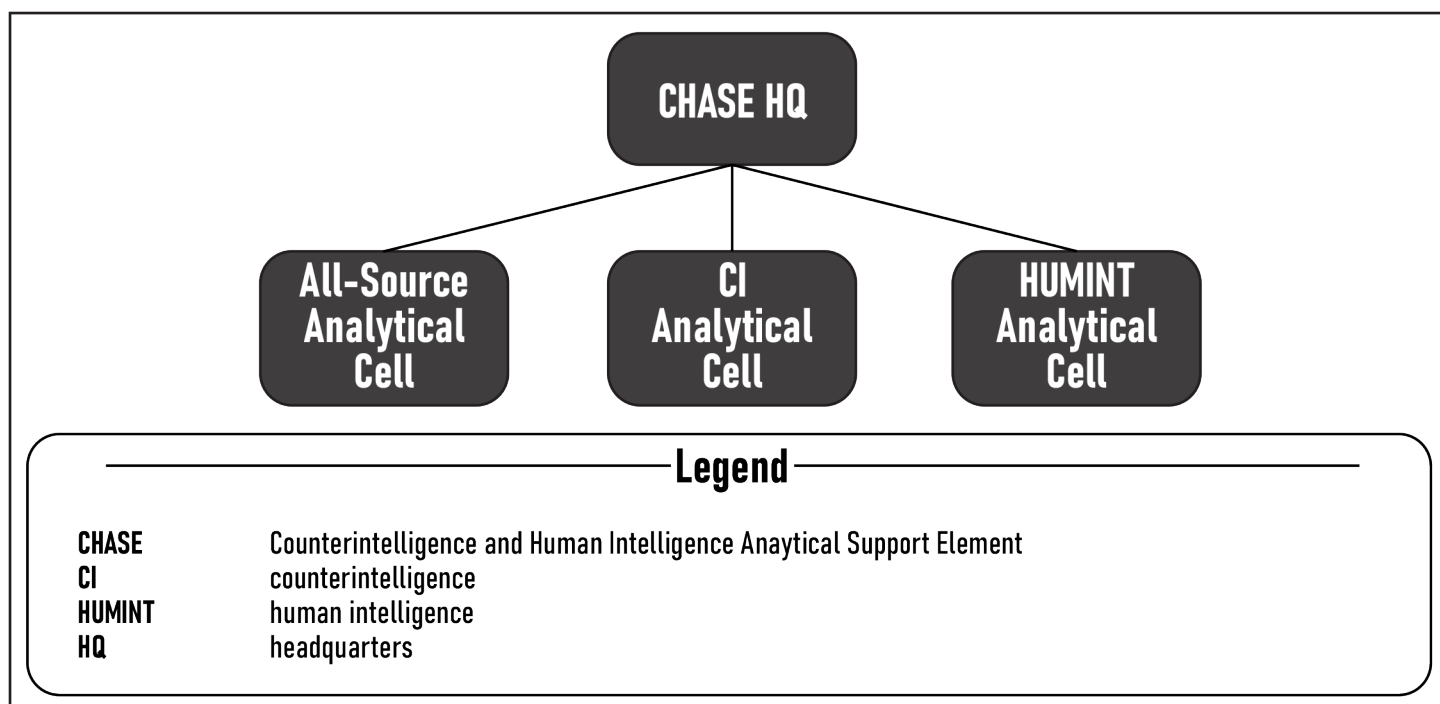 CHASE HQ
All-Source
Analytical
Cell
CI
Analytical
Cell
HUMINT
Analytical
Cell
Legend
CHASE Counterintelligence and Human Intelligence Anaytical Support Element
CI counterintelligence
HUMINT human intelligence
HQ headquarters